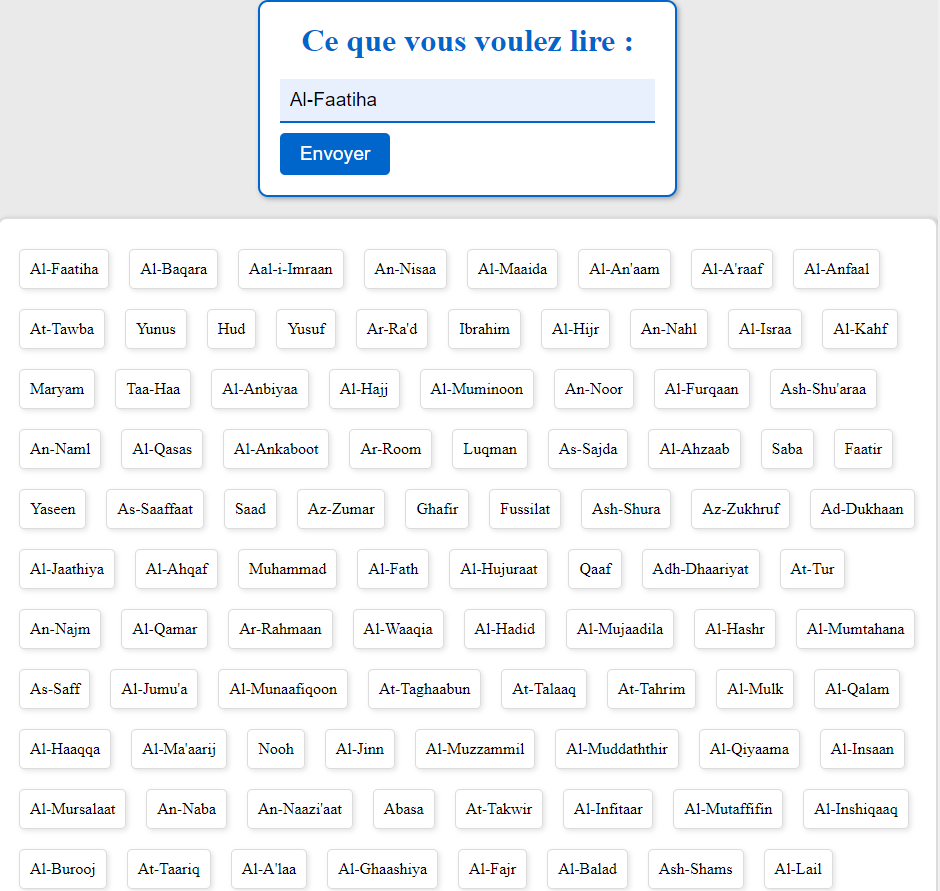 Ce que vous voulez lire :
Al-Faatiha
Envoyer
Al-Faatiha Al-Baqara Aal-i-Imraan An-Nisaa Al-Maaida Al-An'aam Al-A'raaf Al-Anfaal
At-Tawba Yunus Hud Yusuf Ar-Ra'd Ibrahim Al-Hijr An-Nahl Al-Israa Al-Kahf
Maryam Taa-Haa Al-Anbiyaa Al-Hajj Al-Muminoon An-Noor Al-Furqaan Ash-Shu'araa
An-Naml Al-Qasas Al-Ankaboot Ar-Room Luqman As-Sajda Al-Ahzaab Saba Faatir
Yaseen As-Saaffaat Saad Az-Zumar Ghafir Fussilat Ash-Shura Az-Zukhruf Ad-Dukhaan
Al-Jaathiya Al-Ahqaf Muhammad Al-Fath Al-Hujuraat Qaaf Adh-Dhaariyat At-Tur
An-Najm Al-Qamar Ar-Rahmaan Al-Waaqia Al-Hadid Al-Mujaadila Al-Hashr Al-Mumtahana
As-Saff Al-Jumu'a Al-Munaafiqoon At-Taghaabun At-Talaaq At-Tahrim Al-Mulk Al-Qalam
Al-Haaqqa Al-Ma'aarij Nooh Al-Jinn Al-Muzzammil Al-Muddaththir Al-Qiyaama Al-Insaan
Al-Mursalaat An-Naba An-Naazi'aat Abasa At-Takwir Al-Infitaar Al-Mutaffifin Al-Inshiqaaq
Al-Burooj At-Taariq Al-A'laa Al-Ghaashiya Al-Fajr Al-Balad Ash-Shams Al-Lail